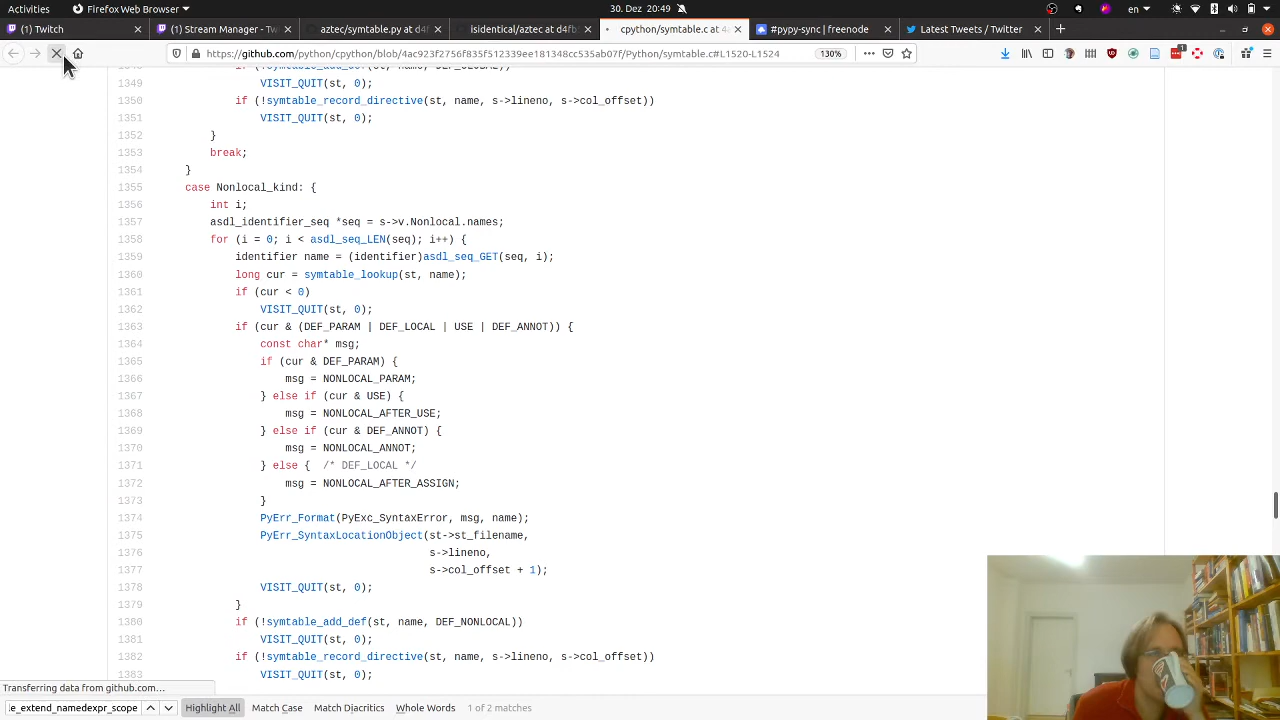 Activities Firefox Web Browser 30. Dez 20:49 en
Twitch (1) Stream Manager - Tw aztec/symtable.py at d4f isidentical/aztec at d4fb cpython/symtable.c at 4a #pypy-sync | freenode Latest Tweets / Twitter
https://github.com/python/cpython/blob/4ac923f2756f835f512339ee181348cc535ab07f/Python/symtable.c#L1520-L1524 130% 1
1349 VISIT_QUIT(st, 0);
1350 if (!symtable_record_directive(st, name, s->lineno, s->col_offset))
1351 VISIT_QUIT(st, 0);
1352 }
1353 break;
1354 }
1355 case Nonlocal_kind: {
1356 int i;
1357 asdl_identifier_seq *seq = s->v.Nonlocal.names;
1358 for (i = 0; i < asdl_seq_LEN(seq); i++) {
1359 identifier name = (identifier)asdl_seq_GET(seq, i);
1360 long cur = symtable_lookup(st, name);
1361 if (cur < 0)
1362 VISIT_QUIT(st, 0);
1363 if (cur & (DEF_PARAM | DEF_LOCAL | USE | DEF_ANNOT)) {
1364 const char* msg;
1365 if (cur & DEF_PARAM) {
1366 msg = NONLOCAL_PARAM;
1367 } else if (cur & USE) {
1368 msg = NONLOCAL_AFTER_USE;
1369 } else if (cur & DEF_ANNOT) {
1370 msg = NONLOCAL_ANNOT;
1371 } else { /* DEF_LOCAL */
1372 msg = NONLOCAL_AFTER_ASSIGN;
1373 }
1374 PyErr_Format(PyExc_SyntaxError, msg, name);
1375 PyErr_SyntaxLocationObject(st->st_filename,
1376 s->lineno,
1377 s->col_offset + 1);
1378 VISIT_QUIT(st, 0);
1379 }
1380 if (!symtable_add_def(st, name, DEF_NONLOCAL))
1381 VISIT_QUIT(st, 0);
1382 if (!symtable_record_directive(st, name, s->lineno, s->col_offset))
1383 VISIT_QUIT(st, 0);
Transferring data from github.com…
e_extend_namedexpr_scope Highlight All Match Case Match Diacritics Whole Words 1 of 2 matches